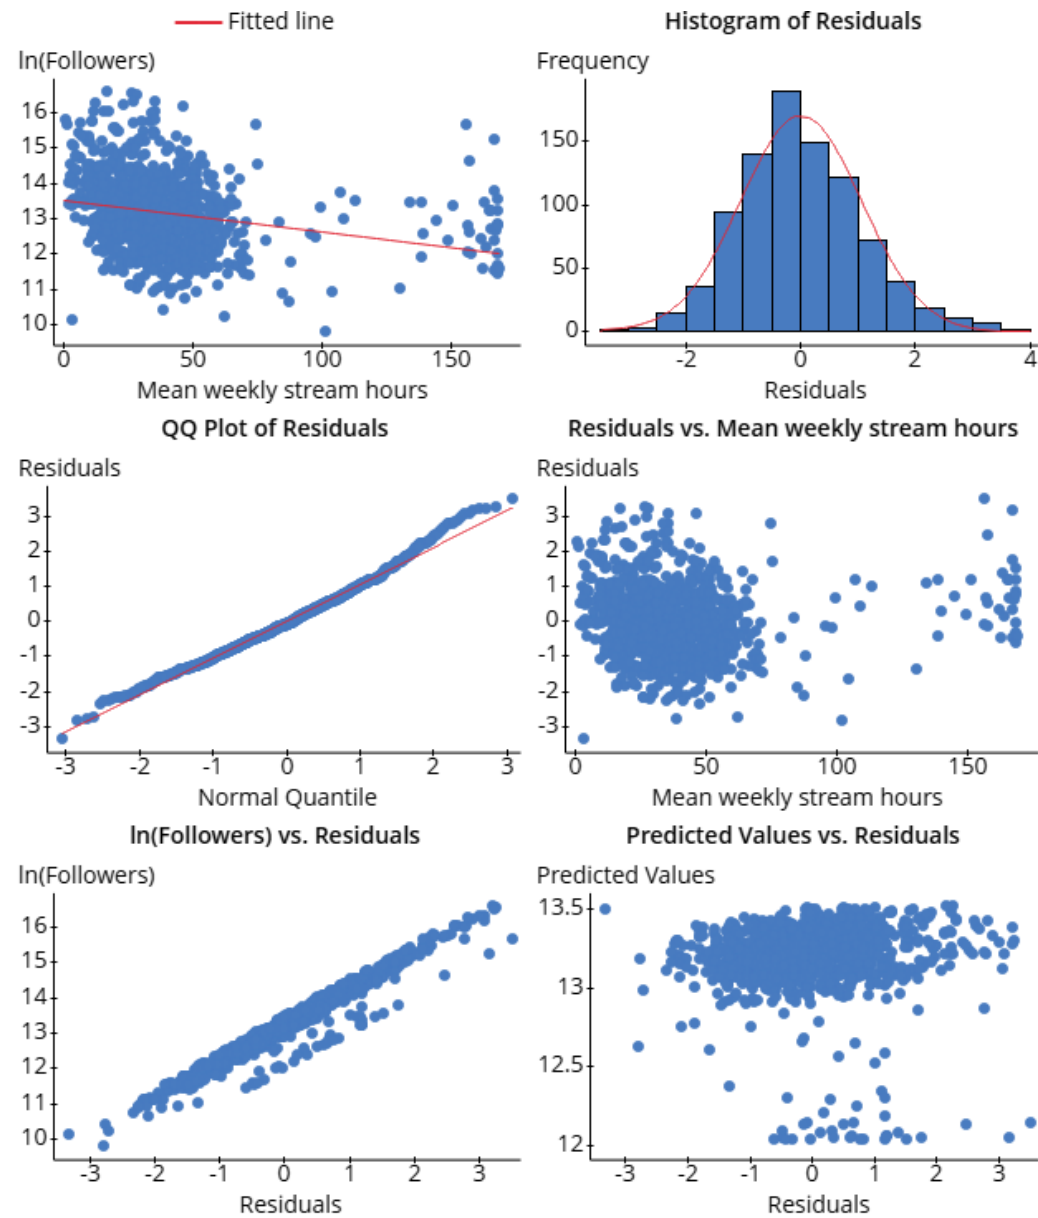 Fitted line
ln(Followers)
16
15
14
13
12
11
10
0 50 100 150
Mean weekly stream hours
Histogram of Residuals
Frequency
150
100
50
0
-2 0 2 4
Residuals
QQ Plot of Residuals
Residuals
3
2
1
0
-1
-2
-3
-3 -2 -1 0 1 2 3
Normal Quantile
Residuals vs. Mean weekly stream hours
Residuals
3
2
1
0
-1
-2
-3
0 50 100 150
Mean weekly stream hours
ln(Followers) vs. Residuals
ln(Followers)
16
15
14
13
12
11
10
-3 -2 -1 0 1 2 3
Residuals
Predicted Values vs. Residuals
Predicted Values
13.5
13
12.5
12
-3 -2 -1 0 1 2 3
Residuals